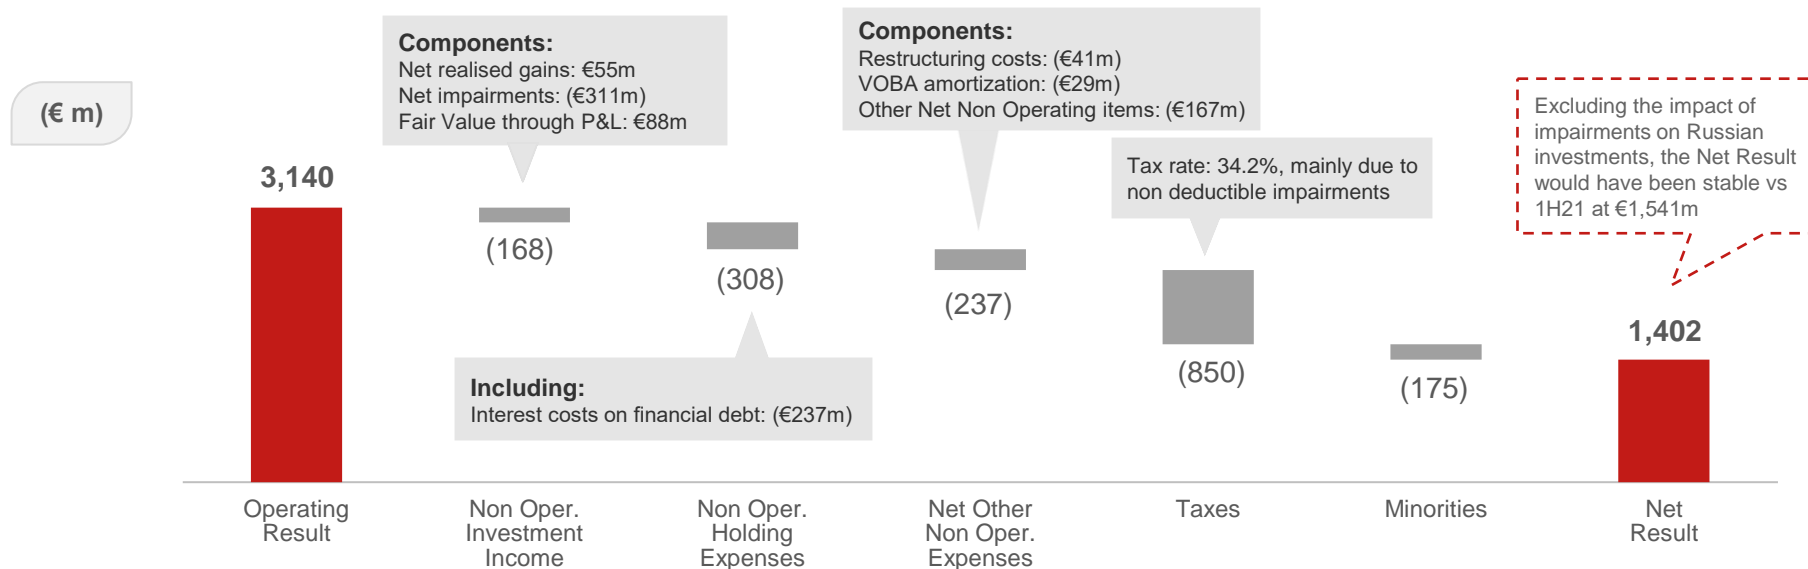 (€ m)
Components:
Net realised gains: €55m
Net impairments: (€311m)
Fair Value through P&L: €88m
Components:
Restructuring costs: (€41m)
VOBA amortization: (€29m)
Other Net Non Operating items: (€167m)
Tax rate: 34.2%, mainly due to
non deductible impairments
Excluding the impact of
impairments on Russian
investments, the Net Result
would have been stable vs
1H21 at €1,541m
3,140
(168)
(308)
(237)
(850)
(175)
1,402
Including:
Interest costs on financial debt: (€237m)
Operating
Result
Non Oper.
Investment
Income
Non Oper.
Holding
Expenses
Net Other
Non Oper.
Expenses
Taxes
Minorities
Net
Result